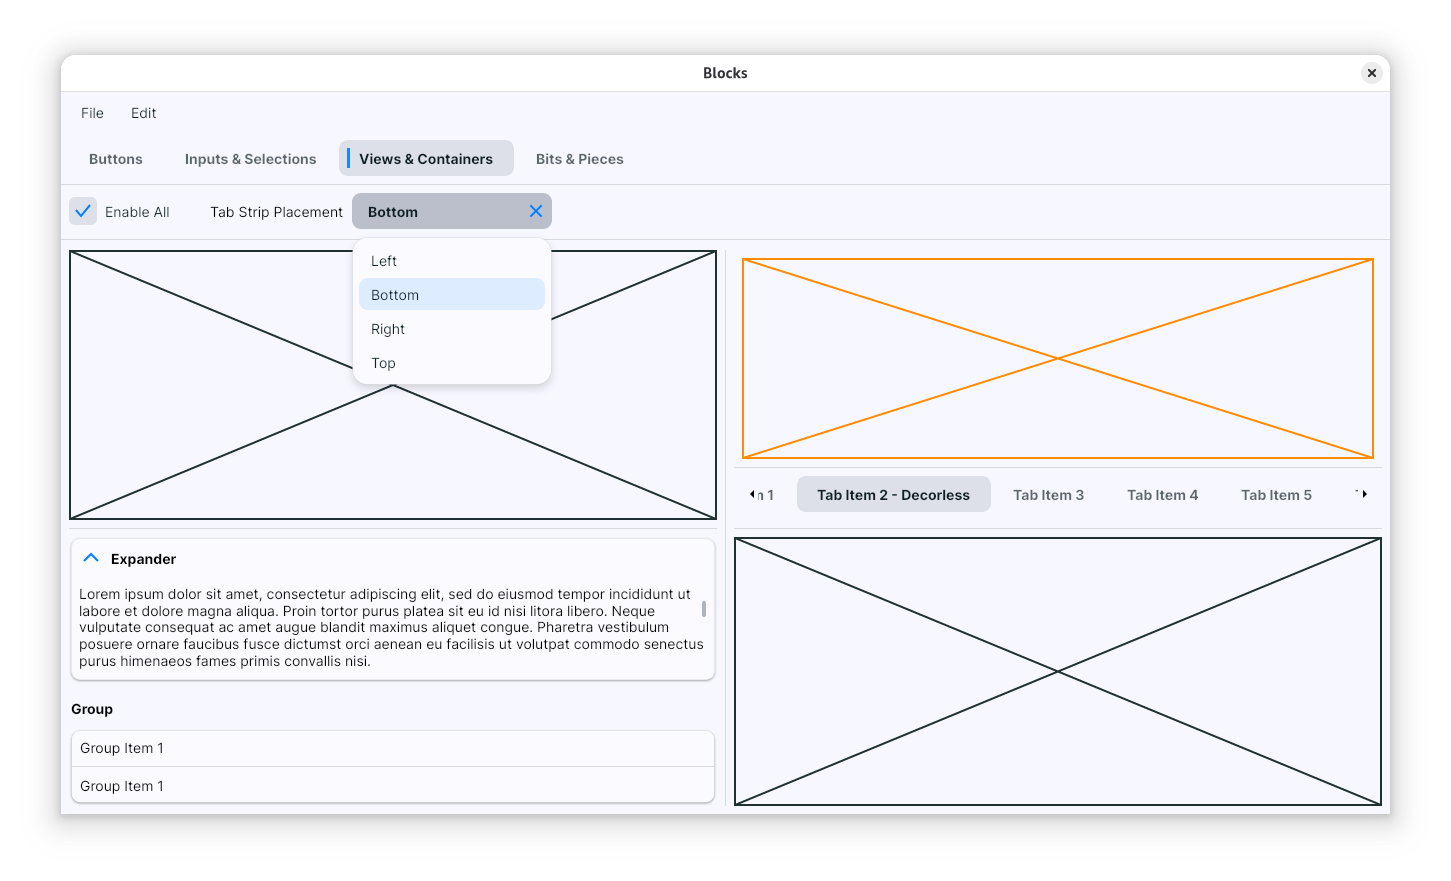 Blocks
File Edit
Buttons Inputs & Selections Views & Containers Bits & Pieces
Enable All Tab Strip Placement Bottom
Left
Bottom
Right
Top
1 Tab Item 2 - Decorless Tab Item 3 Tab Item 4 Tab Item 5
Expander
Lorem ipsum dolor sit amet, consectetur adipiscing elit, sed do eiusmod tempor incididunt ut
labore et dolore magna aliqua. Proin tortor purus platea sit eu id nisi litora libero. Neque
vulputate consequat ac amet augue blandit maximus aliquet congue. Pharetra vestibulum
posuere ornare faucibus fusce dictumst orci aenean eu facilisis ut volutpat commodo senectus
purus himenaeos fames primis convallis nisi.
Group
Group Item 1
Group Item 1